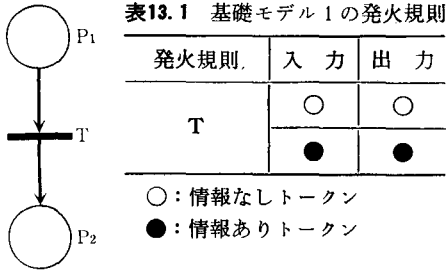 P₁
T
P₂
表13.1 基礎モデル1の発火規則
発火規則 入 力 出 力
T ○ ○
● ●
○：情報なしトークン
●：情報ありトークン